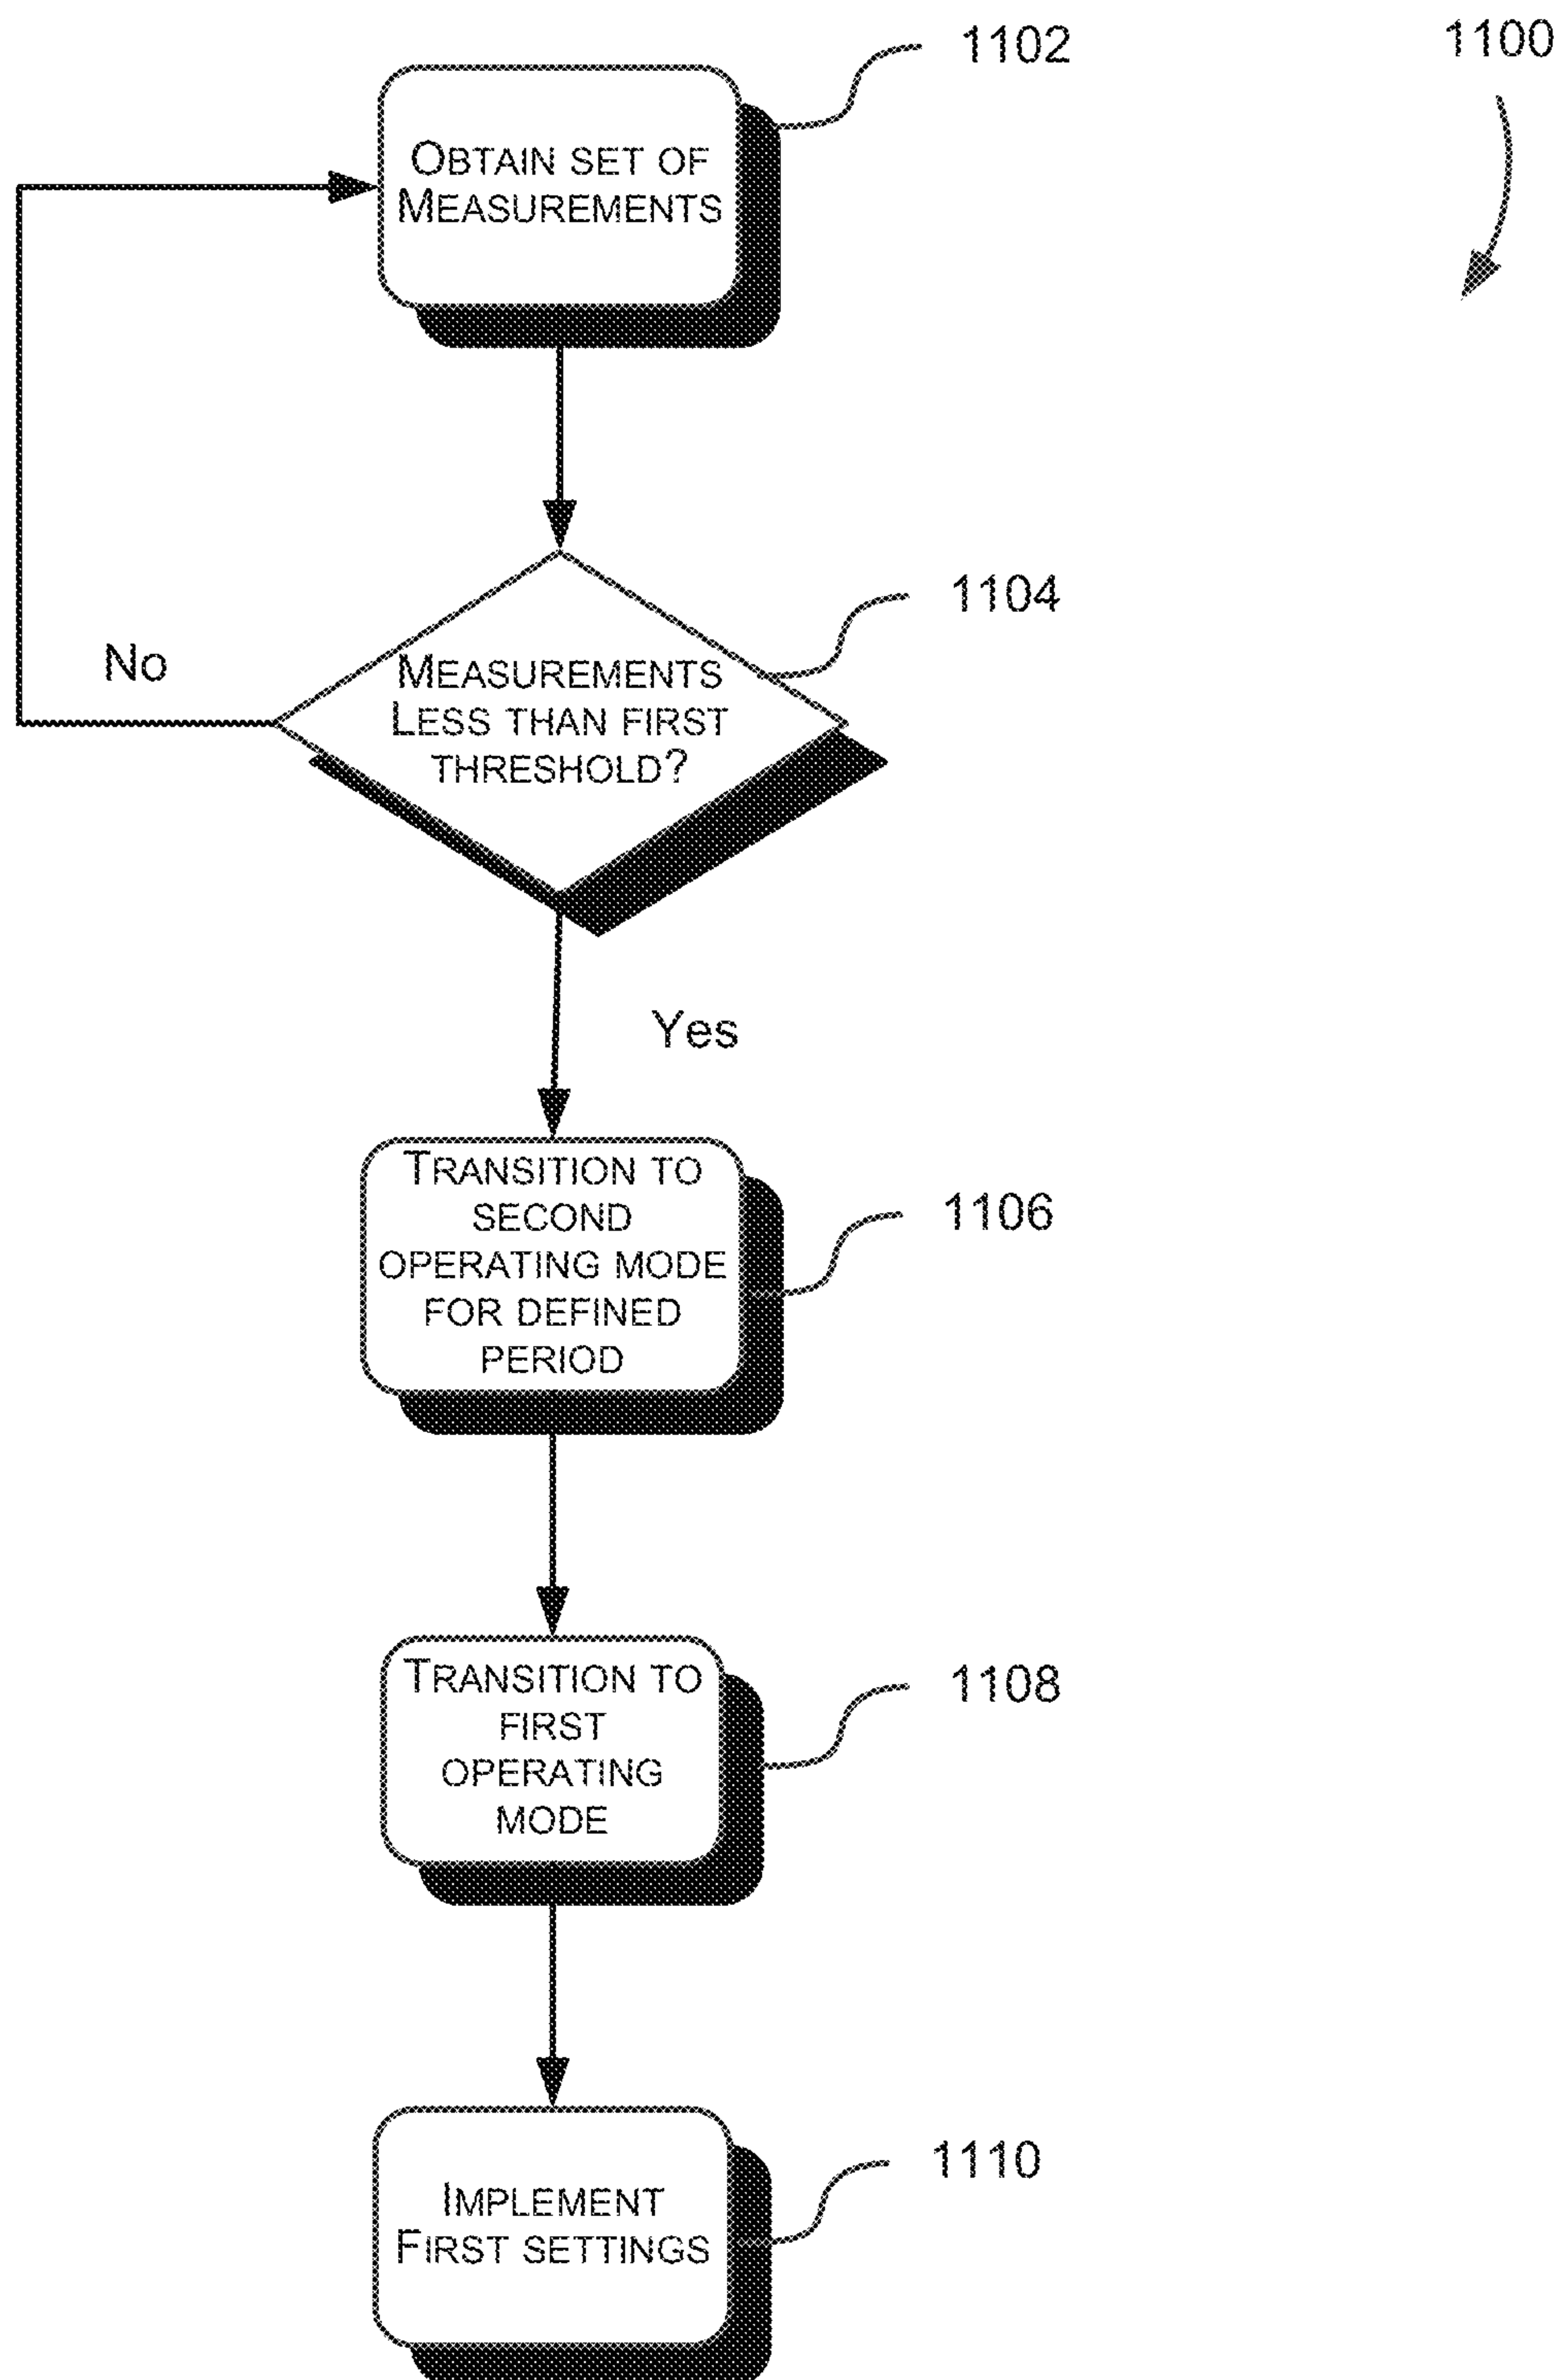 1102
1100
OBTAIN SET OF
MEASUREMENTS
1104
No
MEASUREMENTS
LESS THAN FIRST
THRESHOLD?
Yes
TRANSITION TO
SECOND
OPERATING MODE
FOR DEFINED
PERIOD
1106
TRANSITION TO
FIRST
OPERATING
MODE
1108
IMPLEMENT
FIRST SETTINGS
1110